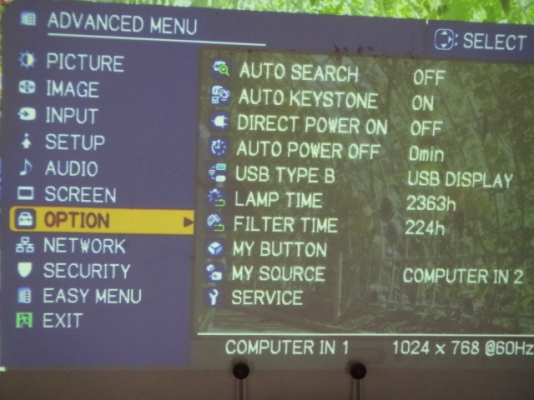 ADVANCED MENU
: SELECT
PICTURE
IMAGE
INPUT
SETUP
AUDIO
SCREEN
OPTION
NETWORK
SECURITY
EASY MENU
EXIT
AUTO SEARCH OFF
AUTO KEYSTONE ON
DIRECT POWER ON OFF
AUTO POWER OFF 0min
USB TYPE B USB DISPLAY
LAMP TIME 2363h
FILTER TIME 224h
MY BUTTON
MY SOURCE COMPUTER IN 2
SERVICE
COMPUTER IN 1 1024 x 768 @60Hz